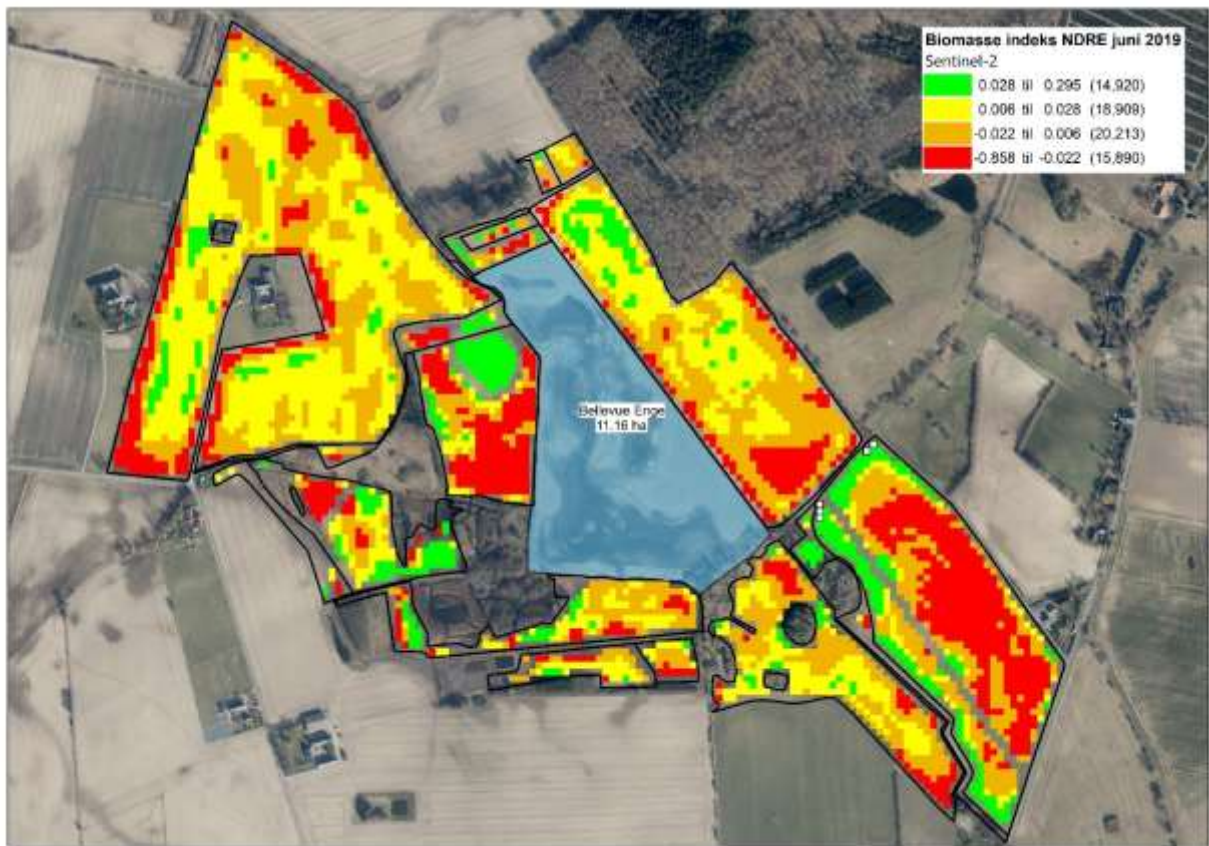 Biomasse indeks NDRE juni 2019
Sentinel-2
0.028 til 0.295 (14,920)
0.006 til 0.028 (18,909)
-0.022 til 0.006 (20,213)
-0.858 til -0.022 (15,890)
Bellevue Enge
11.16 ha